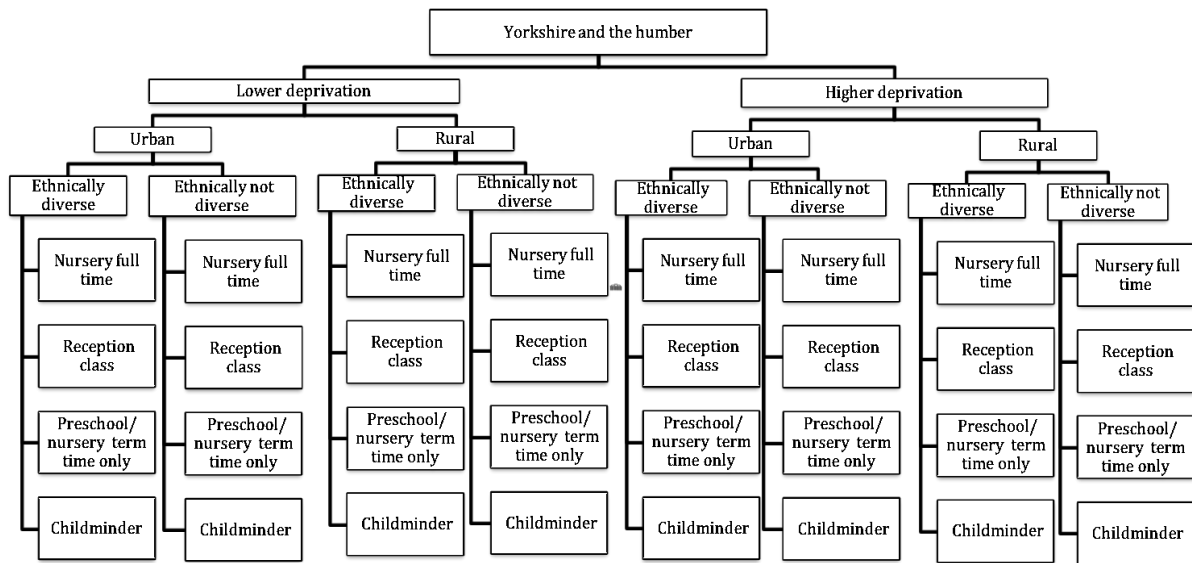 Yorkshire and the humber
Lower deprivation
Higher deprivation
Urban
Rural
Urban
Rural
Ethnically
diverse
Ethnically not
diverse
Ethnically
diverse
Ethnically not
diverse
Ethnically
diverse
Ethnically not
diverse
Ethnically
diverse
Ethnically not
diverse
Nursery full
time
Nursery full
time
Nursery full
time
Nursery full
time
Nursery full
time
Nursery full
time
Nursery full
time
Nursery full
time
Reception
class
Reception
class
Reception
class
Reception
class
Reception
class
Reception
class
Reception
class
Reception
class
Preschool/
nursery term
time only
Preschool/
nursery term
time only
Preschool/
nursery term
time only
Preschool/
nursery term
time only
Preschool/
nursery term
time only
Preschool/
nursery term
time only
Preschool/
nursery term
time only
Preschool/
nursery term
time only
Childminder
Childminder
Childminder
Childminder
Childminder
Childminder
Childminder
Childminder